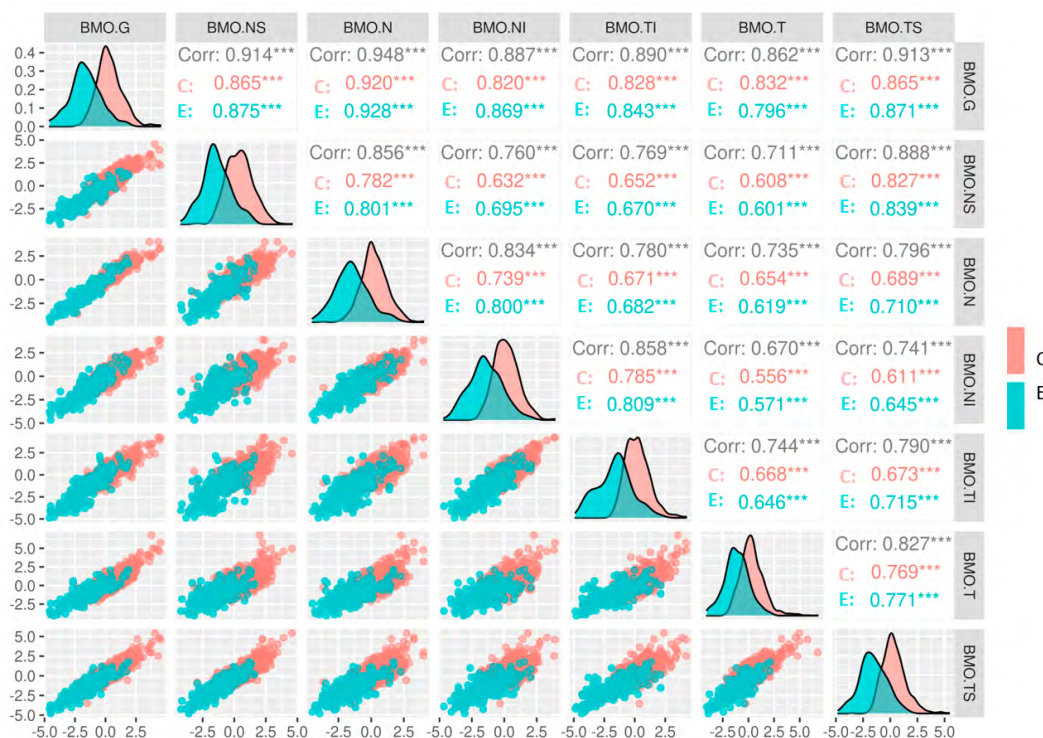 BMO.G BMO.NS BMO.N BMO.NI BMO.TI BMO.T BMO.TS
0.4
0.3
0.2
0.1
0.0
Corr: 0.914*** Corr: 0.948*** Corr: 0.887*** Corr: 0.890*** Corr: 0.862*** Corr: 0.913***
C: 0.865*** C: 0.920*** C: 0.820*** C: 0.828*** C: 0.832*** C: 0.865***
E: 0.875*** E: 0.928*** E: 0.869*** E: 0.843*** E: 0.796*** E: 0.871***
BMO.G
5.0
2.5
0.0
-2.5
Corr: 0.856*** Corr: 0.760*** Corr: 0.769*** Corr: 0.711*** Corr: 0.888***
C: 0.782*** C: 0.632*** C: 0.652*** C: 0.608*** C: 0.827***
E: 0.801*** E: 0.695*** E: 0.670*** E: 0.601*** E: 0.839***
BMO.NS
2.5
0.0
-2.5
Corr: 0.834*** Corr: 0.780*** Corr: 0.735*** Corr: 0.796***
C: 0.739*** C: 0.671*** C: 0.654*** C: 0.689***
E: 0.800*** E: 0.682*** E: 0.619*** E: 0.710***
BMO.N
2.5
0.0
-2.5
-5.0
Corr: 0.858*** Corr: 0.670*** Corr: 0.741***
C: 0.785*** C: 0.556*** C: 0.611***
E: 0.809*** E: 0.571*** E: 0.645***
BMO.NI
C
E
2.5
0.0
-2.5
-5.0
Corr: 0.744*** Corr: 0.790***
C: 0.668*** C: 0.673***
E: 0.646*** E: 0.715***
BMO.TI
5.0
2.5
0.0
-2.5
Corr: 0.827***
C: 0.769***
E: 0.771***
BMO.T
5.0
2.5
0.0
-2.5
-5.0
BMO.TS
-5.0 -2.5 0.0 2.5 -2.5 0.0 2.5 5.0 -2.5 0.0 2.5 -5.0 -2.5 0.0 2.5 -5.0 -2.5 0.0 2.5 -2.5 0.0 2.5 5.0 -5.0 -2.5 0.0 2.5 5.0